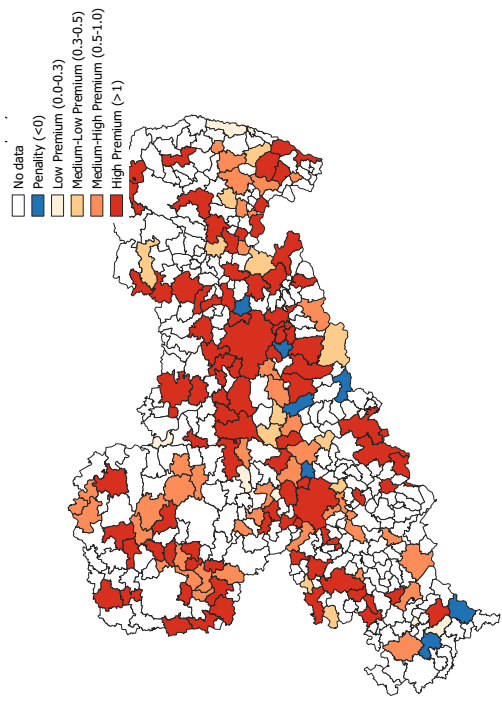 No data
Penality (<0)
Low Premium (0.0-0.3)
Medium-Low Premium (0.3-0.5)
Medium-High Premium (0.5-1.0)
High Premium (>1)